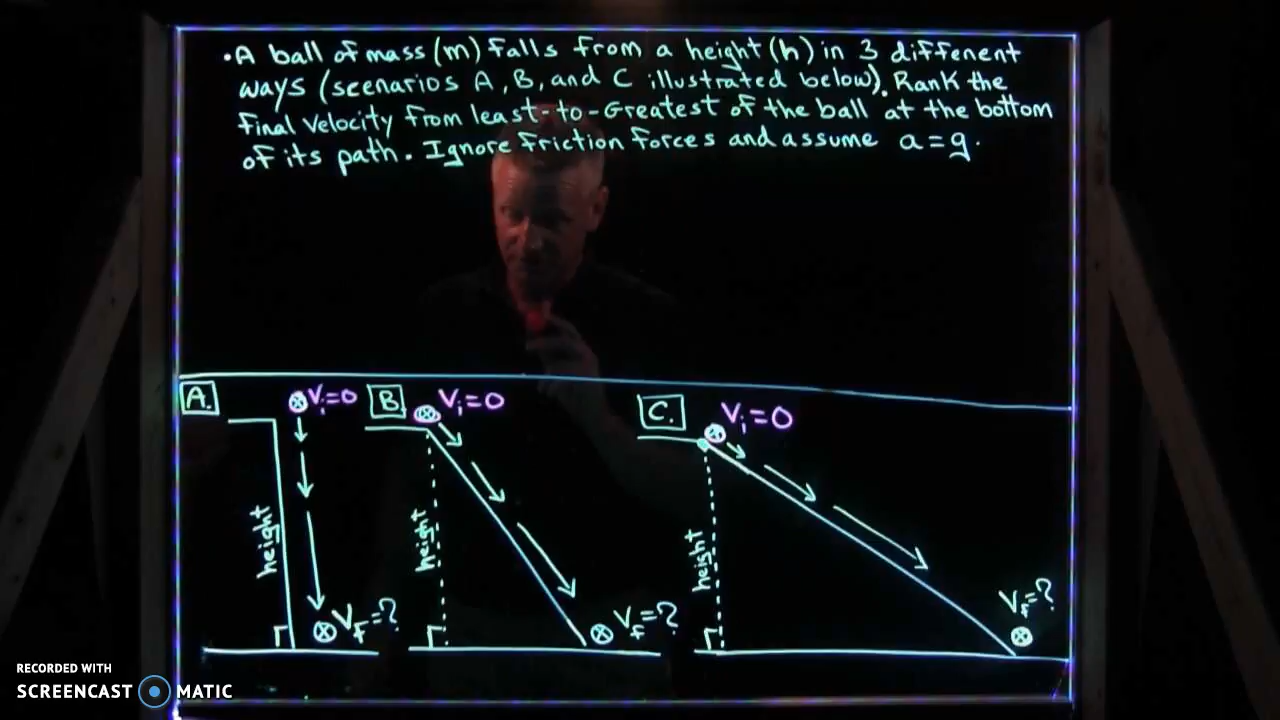 • A ball of mass (m) falls from a height (h) in 3 different
ways (scenarios A, B, and C illustrated below). Rank the
final velocity from least-to-Greatest of the ball at the bottom
of its path. Ignore friction forces and assume a=g.
A.
Vi=0
B
Vi=0
C.
Vi=0
height
height
height
Vf=?
Vf=?
Vf=?
RECORDED WITH
SCREENCAST MATIC